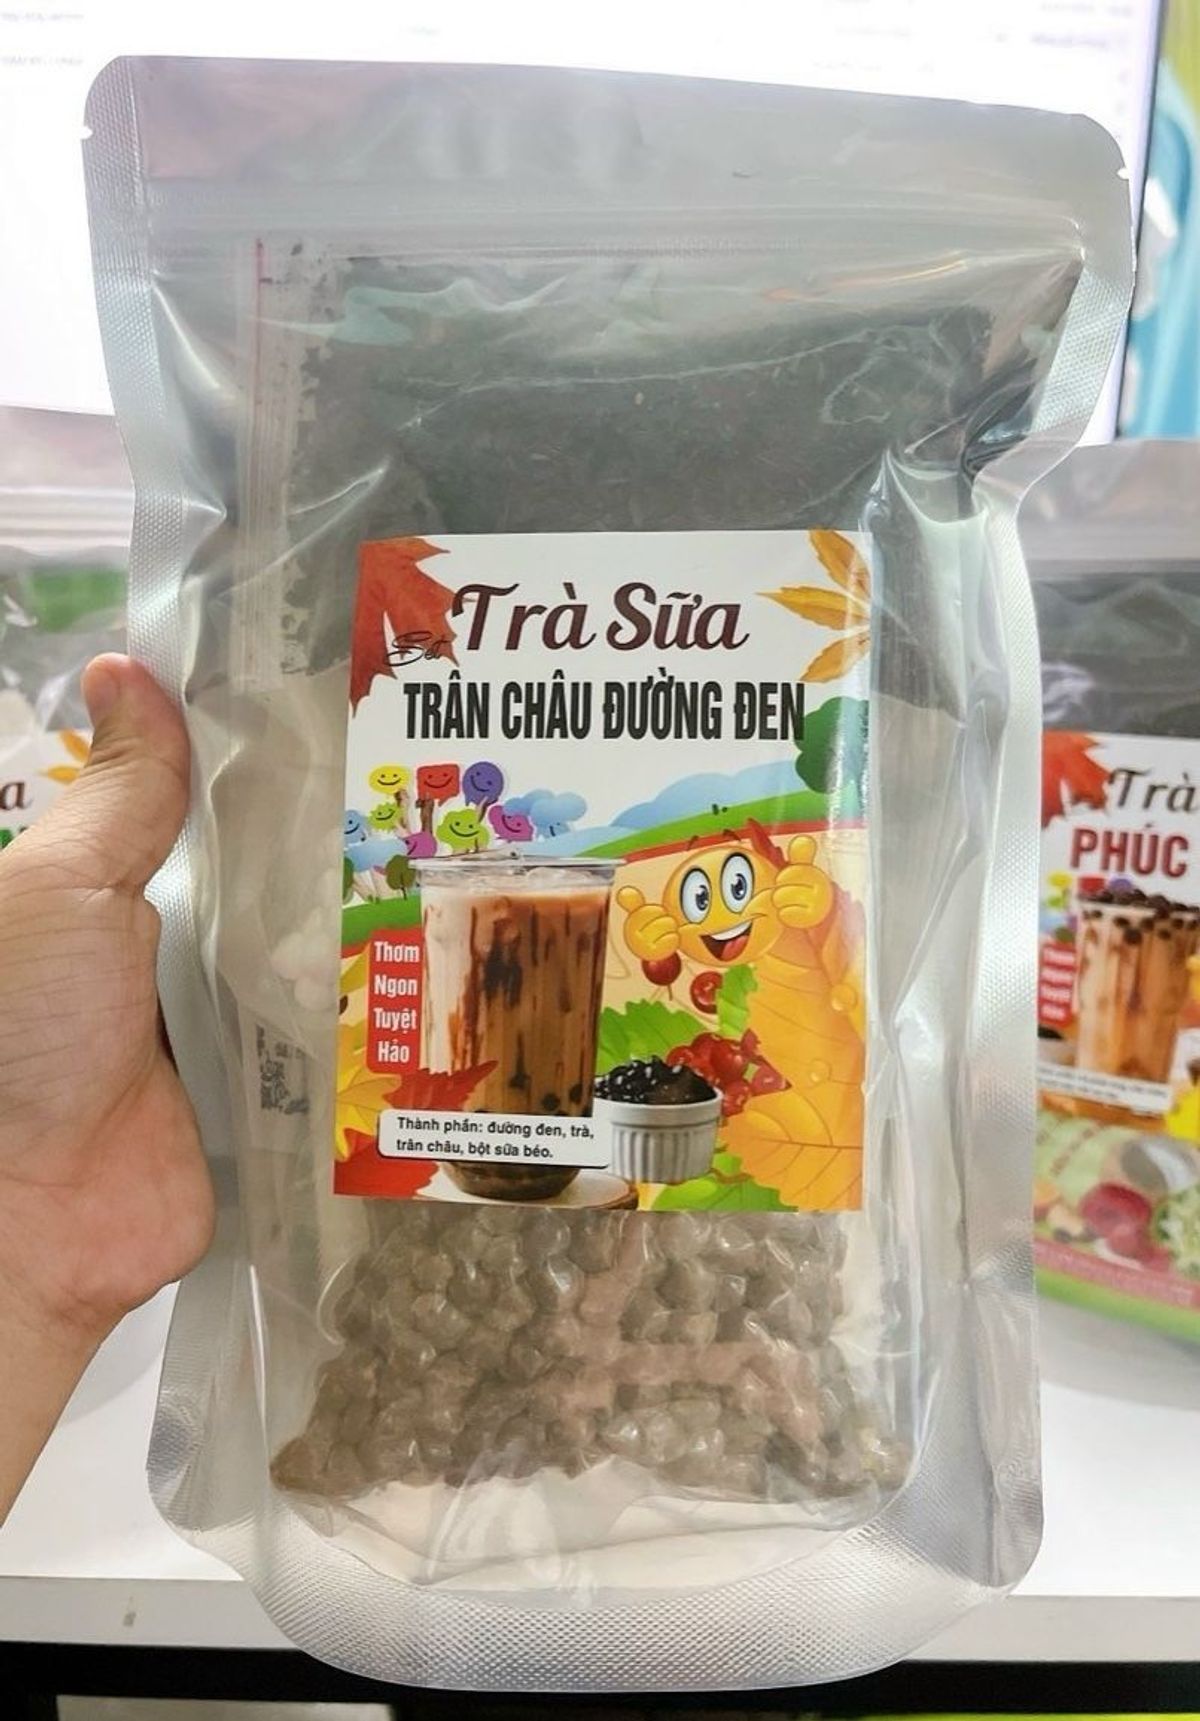 Set Trà Sữa
TRÂN CHÂU ĐƯỜNG ĐEN
Thơm
Ngon
Tuyệt
Hảo
Thành phần: đường đen, trà,
trân châu, bột sữa béo.
a
Trà
PHÚC